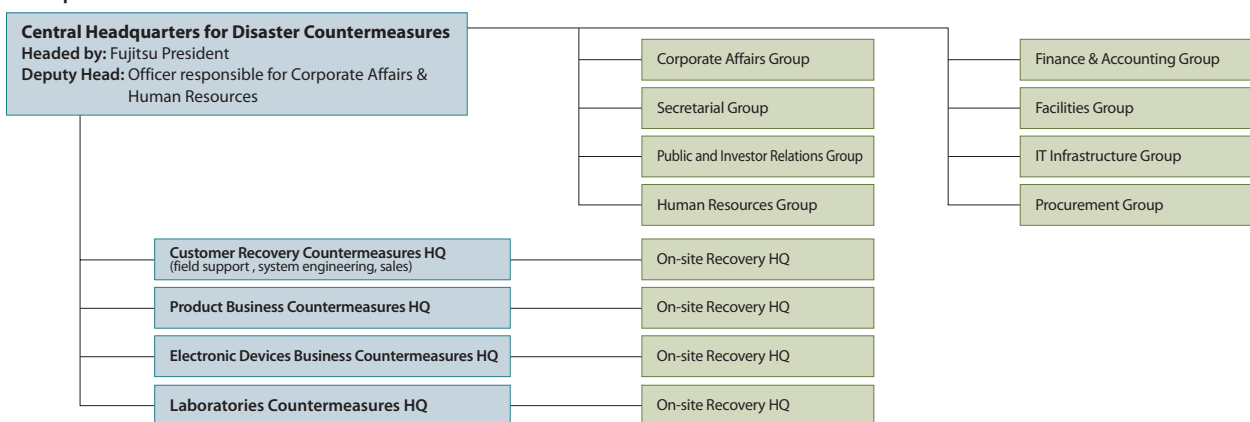 Central Headquarters for Disaster Countermeasures
Headed by: Fujitsu President
Deputy Head: Officer responsible for Corporate Affairs &
Human Resources
Corporate Affairs Group
Secretarial Group
Public and Investor Relations Group
Human Resources Group
Finance & Accounting Group
Facilities Group
IT Infrastructure Group
Procurement Group
Customer Recovery Countermeasures HQ
(field support , system engineering, sales)
On-site Recovery HQ
Product Business Countermeasures HQ
On-site Recovery HQ
Electronic Devices Business Countermeasures HQ
On-site Recovery HQ
Laboratories Countermeasures HQ
On-site Recovery HQ